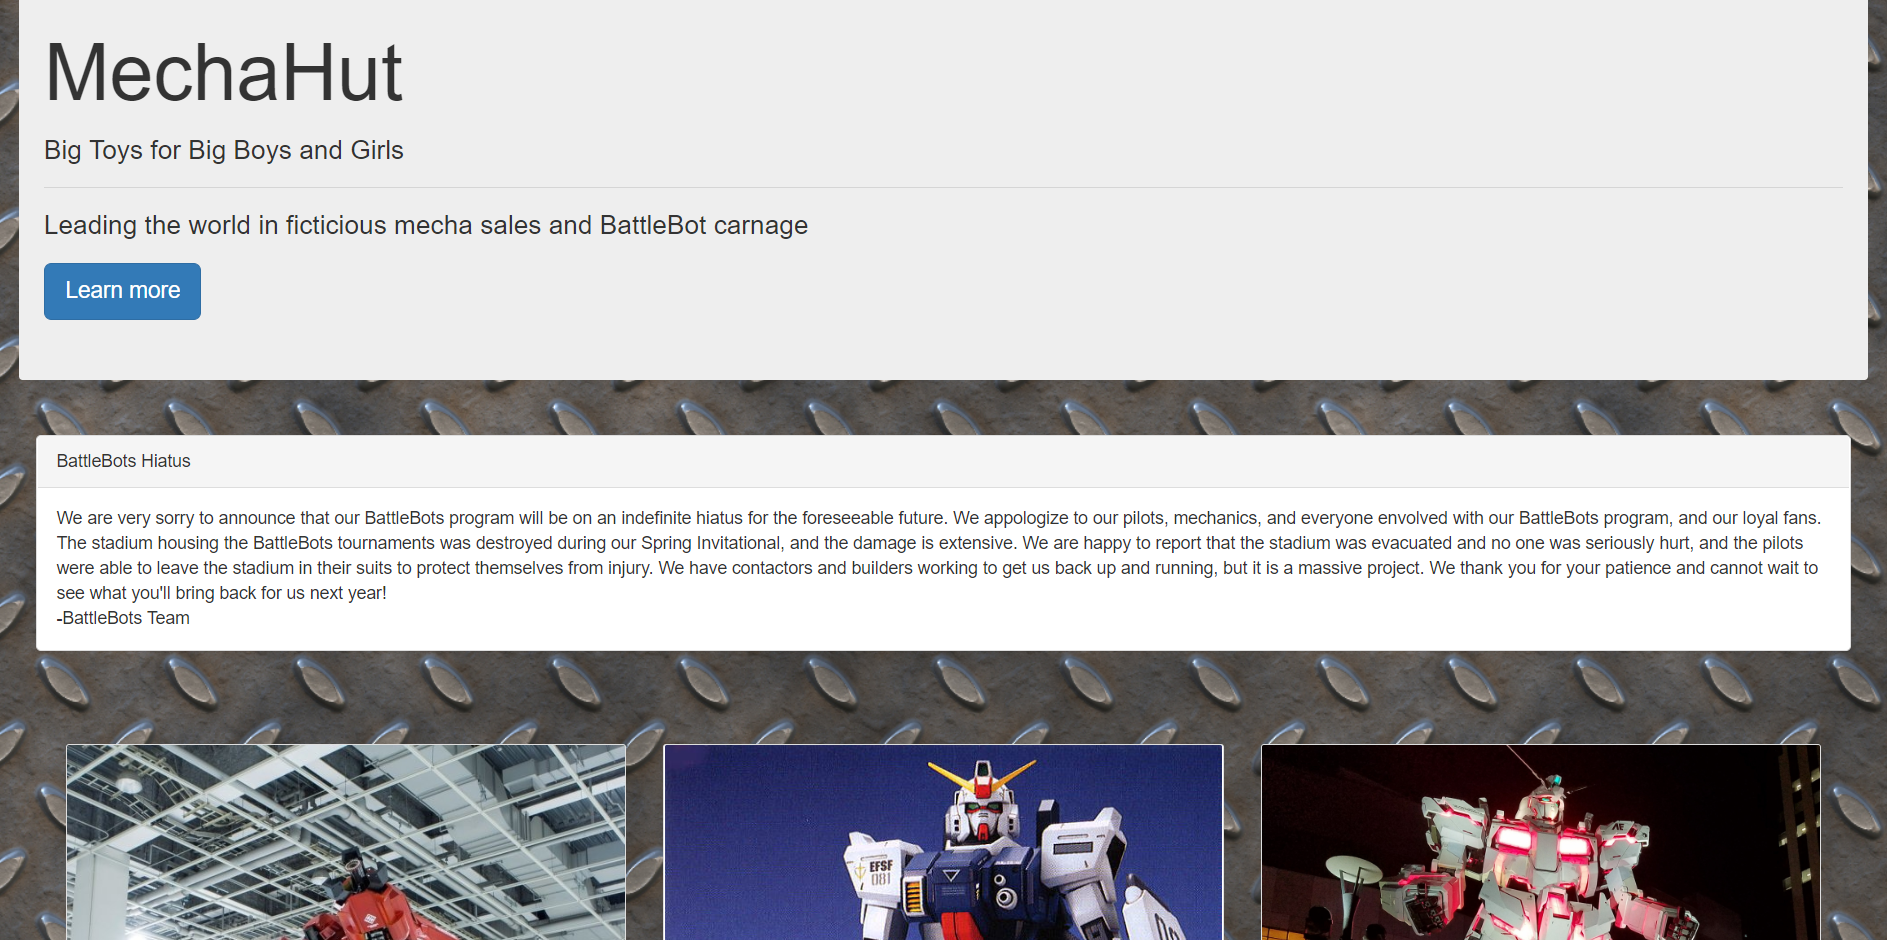 MechaHut
Big Toys for Big Boys and Girls
Leading the world in ficticious mecha sales and BattleBot carnage
Learn more
BattleBots Hiatus
We are very sorry to announce that our BattleBots program will be on an indefinite hiatus for the foreseeable future. We appologize to our pilots, mechanics, and everyone envolved with our BattleBots program, and our loyal fans.
The stadium housing the BattleBots tournaments was destroyed during our Spring Invitational, and the damage is extensive. We are happy to report that the stadium was evacuated and no one was seriously hurt, and the pilots
were able to leave the stadium in their suits to protect themselves from injury. We have contactors and builders working to get us back up and running, but it is a massive project. We thank you for your patience and cannot wait to
see what you'll bring back for us next year!
-BattleBots Team
EFSF
081